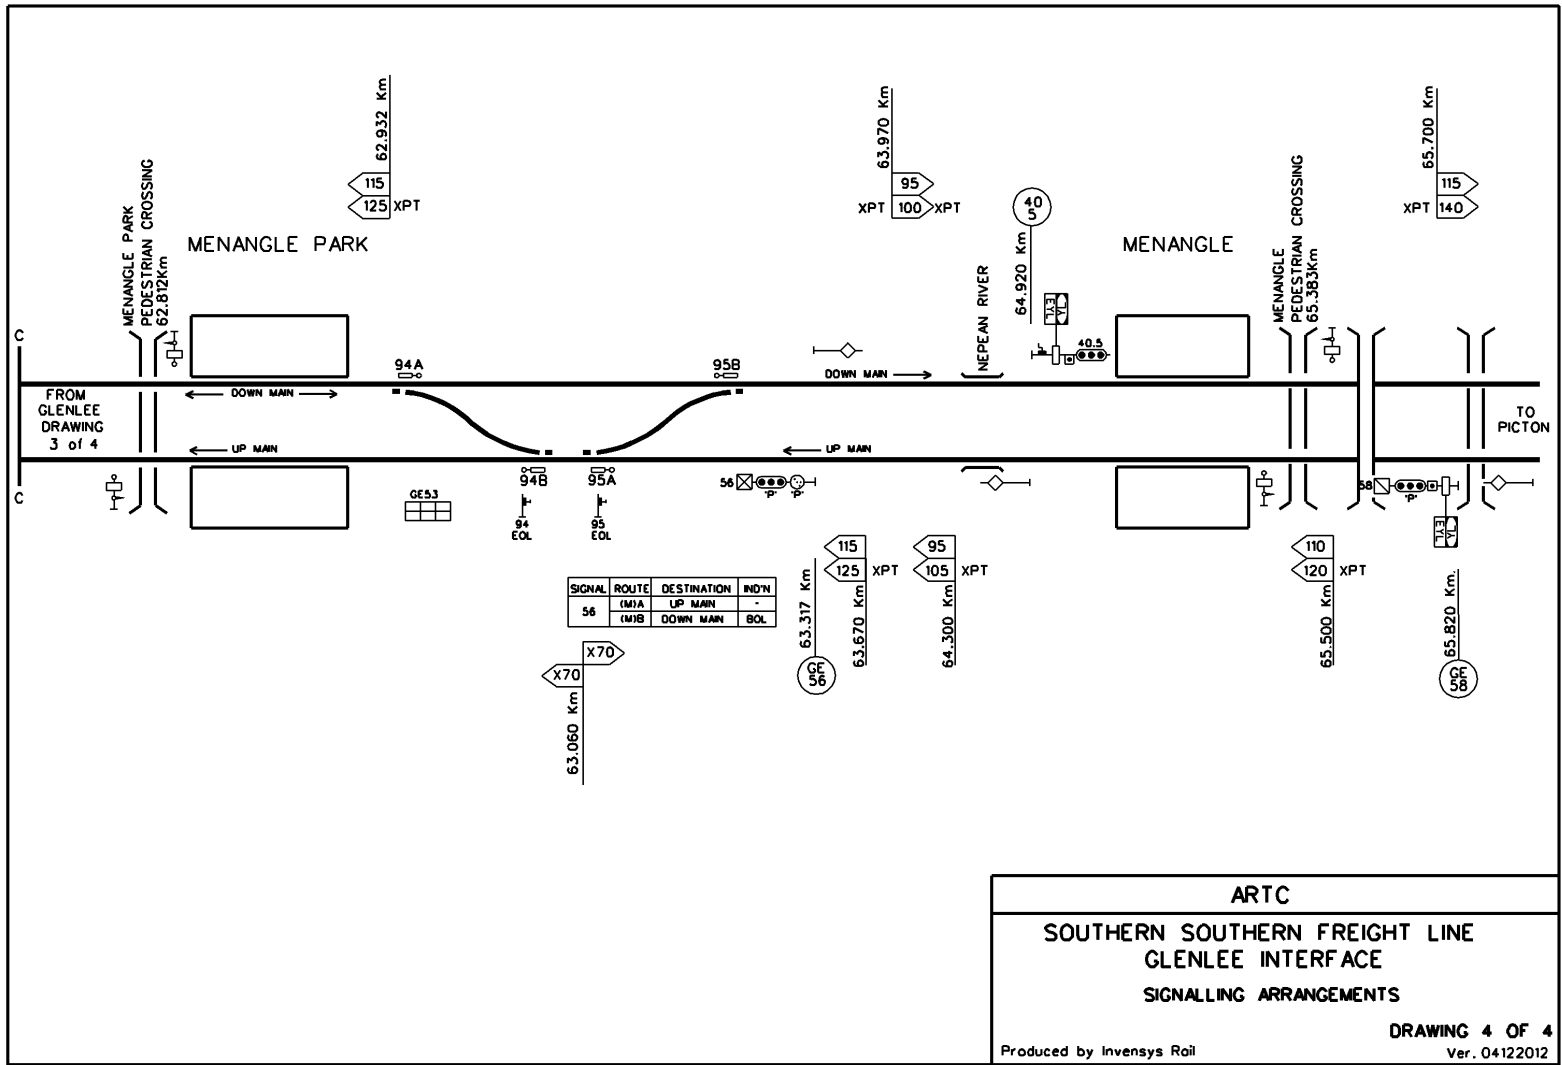 62.932 Km
115
125 XPT
63.970 Km
95
XPT 100 XPT
65.700 Km
115
XPT 140
40
5
64.920 Km
MENANGLE PARK
PEDESTRIAN CROSSING
62.812Km
MENANGLE PARK
NEPEAN RIVER
YL
EYL
40.5
MENANGLE
MENANGLE
PEDESTRIAN CROSSING
65.383Km
C
94A
95B
DOWN MAIN
FROM
GLENLEE
DRAWING
3 of 4
DOWN MAIN
TO
PICTON
UP MAIN
UP MAIN
C
94B
95A
GE53
94
EOL
95
EOL
56
'P'
'P'
58
'P'
YL
EYL
SIGNAL ROUTE DESTINATION IND'N
56 (M)A UP MAIN -
(M)B DOWN MAIN BOL
X70
X70
63.060 Km
63.317 Km
GE
56
115
125 XPT
63.670 Km
95
105 XPT
64.300 Km
110
120 XPT
65.500 Km
65.820 Km.
GE
58
ARTC
SOUTHERN SOUTHERN FREIGHT LINE
GLENLEE INTERFACE
SIGNALLING ARRANGEMENTS
DRAWING 4 OF 4
Produced by Invensys Rail
Ver. 04122012